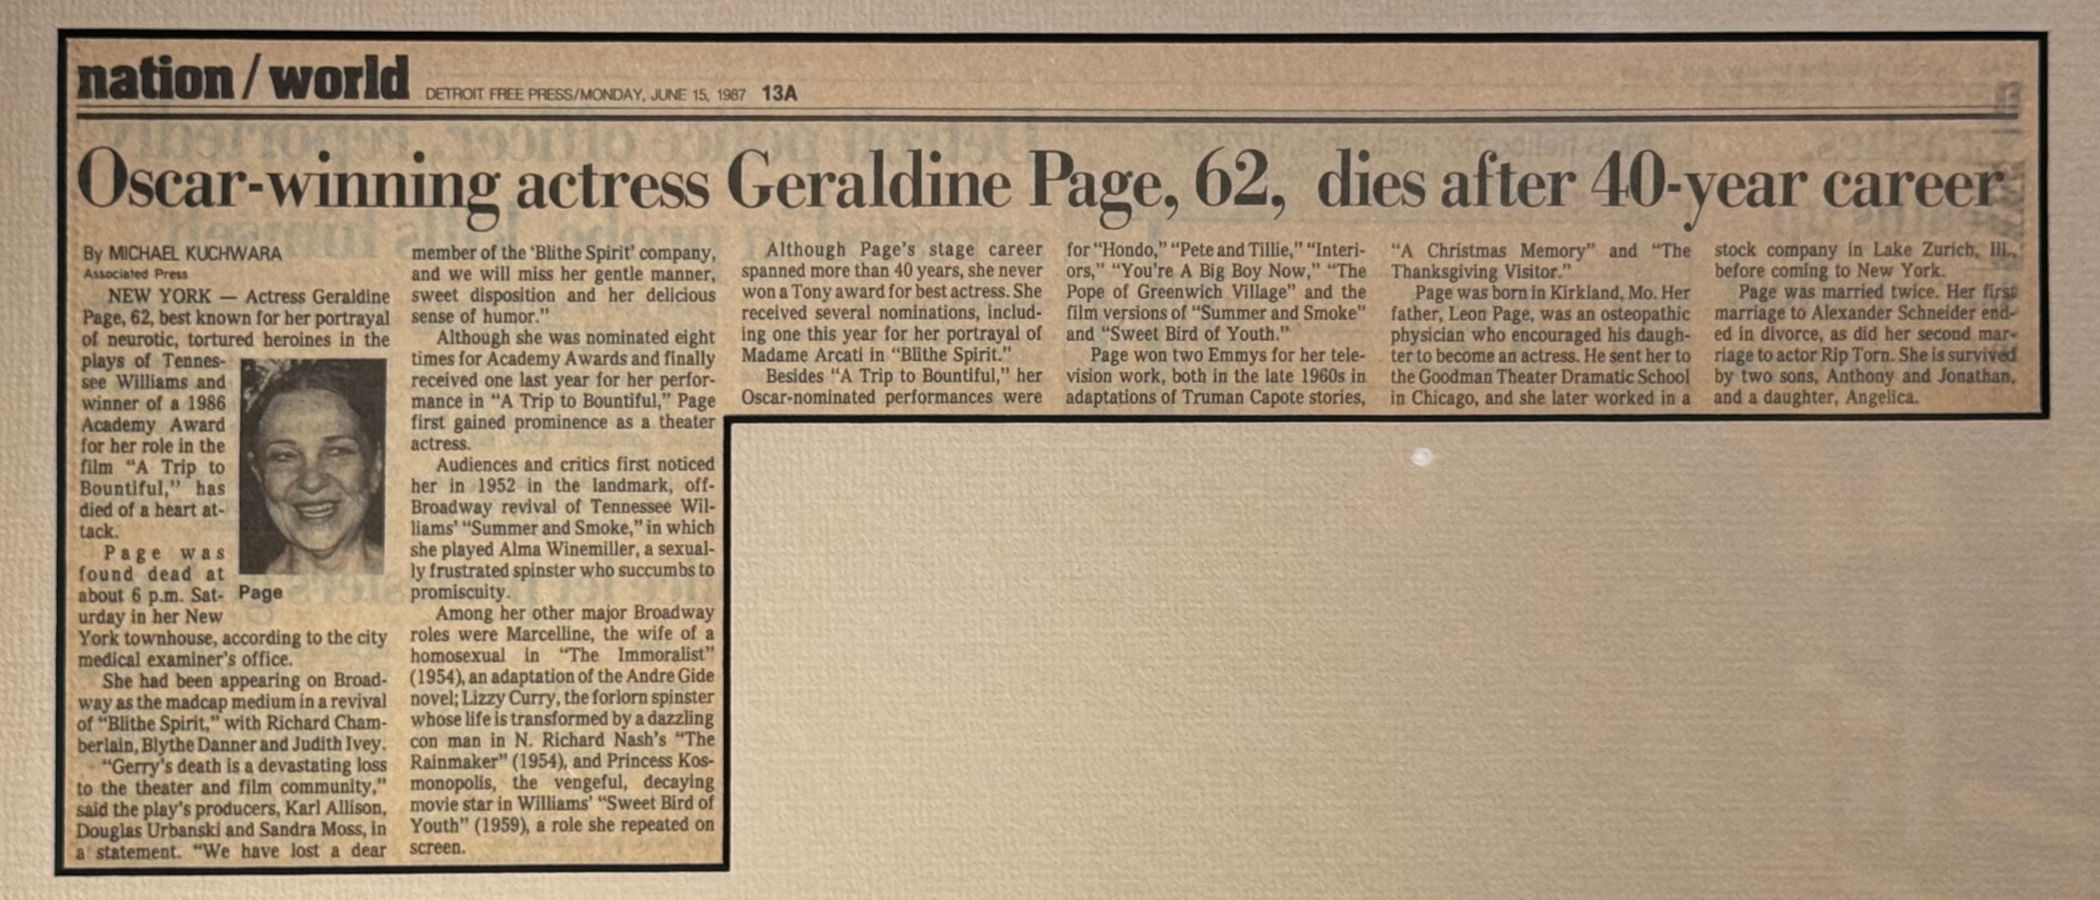 nation/world DETROIT FREE PRESS/MONDAY, JUNE 15, 1987 13A
Oscar-winning actress Geraldine Page, 62, dies after 40-year career
By MICHAEL KUCHWARA
Associated Press
NEW YORK — Actress Geraldine
Page, 62, best known for her portrayal
of neurotic, tortured heroines in the
plays of Tennes-
see Williams and
winner of a 1986
Academy Award
for her role in the
film “A Trip to
Bountiful,” has
died of a heart at-
tack.
Page was
found dead at
about 6 p.m. Sat-
urday in her New
Page
York townhouse, according to the city
medical examiner's office.
She had been appearing on Broad-
way as the madcap medium in a revival
of “Blithe Spirit,” with Richard Cham-
berlain, Blythe Danner and Judith Ivey.
“Gerry's death is a devastating loss
to the theater and film community,”
said the play's producers, Karl Allison,
Douglas Urbanski and Sandra Moss, in
a statement. “We have lost a dear
member of the ‘Blithe Spirit’ company,
and we will miss her gentle manner,
sweet disposition and her delicious
sense of humor.”
Although she was nominated eight
times for Academy Awards and finally
received one last year for her perfor-
mance in “A Trip to Bountiful,” Page
first gained prominence as a theater
actress.
Audiences and critics first noticed
her in 1952 in the landmark, off-
Broadway revival of Tennessee Wil-
liams' “Summer and Smoke,” in which
she played Alma Winemiller, a sexual-
ly frustrated spinster who succumbs to
promiscuity.
Among her other major Broadway
roles were Marcelline, the wife of a
homosexual in “The Immoralist”
(1954), an adaptation of the Andre Gide
novel; Lizzy Curry, the forlorn spinster
whose life is transformed by a dazzling
con man in N. Richard Nash's “The
Rainmaker” (1954), and Princess Kos-
monopolis, the vengeful, decaying
movie star in Williams' “Sweet Bird of
Youth” (1959), a role she repeated on
screen.
Although Page's stage career
spanned more than 40 years, she never
won a Tony award for best actress. She
received several nominations, includ-
ing one this year for her portrayal of
Madame Arcati in “Blithe Spirit.”
Besides “A Trip to Bountiful,” her
Oscar-nominated performances were
for “Hondo,” “Pete and Tillie,” “Interi-
ors,” “You're A Big Boy Now,” “The
Pope of Greenwich Village” and the
film versions of “Summer and Smoke”
and “Sweet Bird of Youth.”
Page won two Emmys for her tele-
vision work, both in the late 1960s in
adaptations of Truman Capote stories,
“A Christmas Memory” and “The
Thanksgiving Visitor.”
Page was born in Kirkland, Mo. Her
father, Leon Page, was an osteopathic
physician who encouraged his daugh-
ter to become an actress. He sent her to
the Goodman Theater Dramatic School
in Chicago, and she later worked in a
stock company in Lake Zurich, Ill.,
before coming to New York.
Page was married twice. Her first
marriage to Alexander Schneider end-
ed in divorce, as did her second mar-
riage to actor Rip Torn. She is survived
by two sons, Anthony and Jonathan,
and a daughter, Angelica.